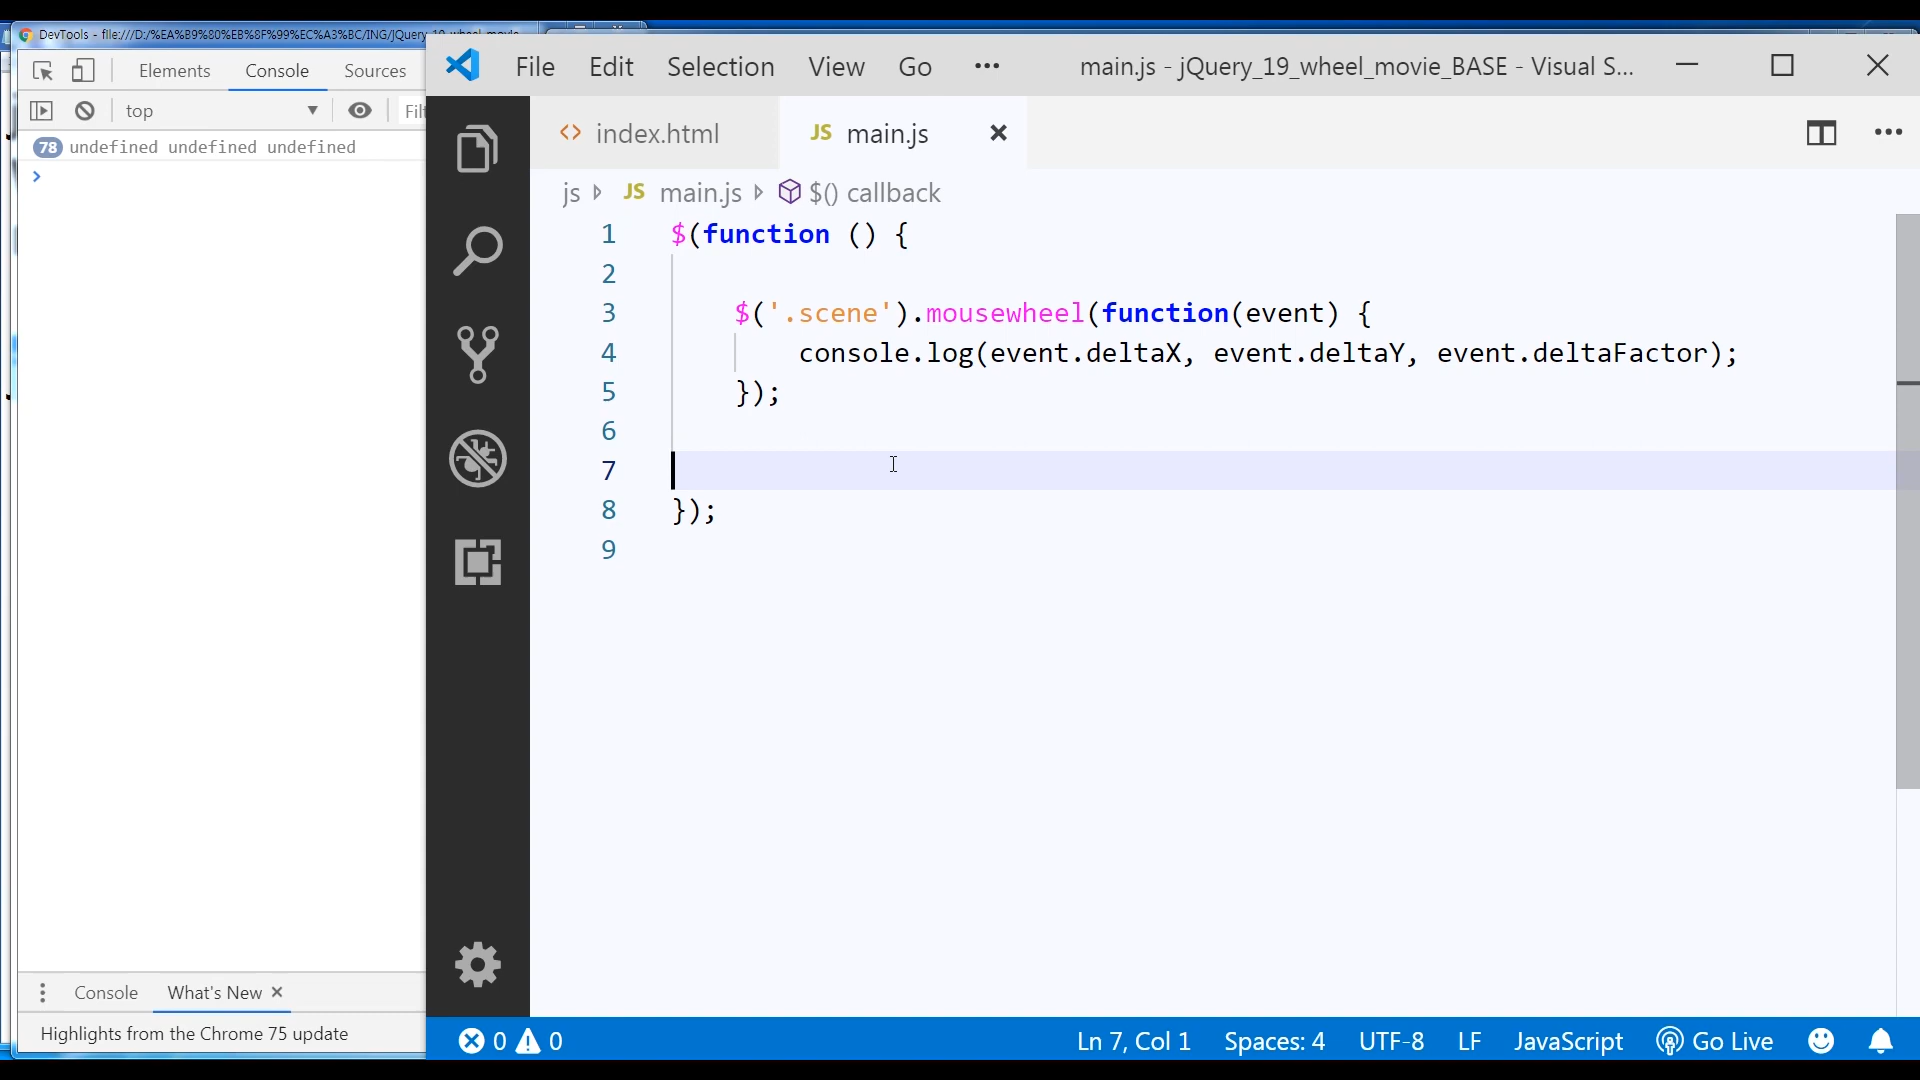 DevTools - file:///D:/%EA%B9%80%EB%8F%99%EC%A3%BC/ING/jQuery_19_wheel_movie
Elements Console Sources
top
Filt
78 undefined undefined undefined
>
Console What's New ×
Highlights from the Chrome 75 update
File Edit Selection View Go ··· main.js - jQuery_19_wheel_movie_BASE - Visual S...
<> index.html JS main.js ×
js JS main.js $() callback
1 $(function () {
2
3 $('.scene').mousewheel(function(event) {
4 console.log(event.deltaX, event.deltaY, event.deltaFactor);
5 });
6
7
8 });
9
0 0 Ln 7, Col 1 Spaces: 4 UTF-8 LF JavaScript Go Live